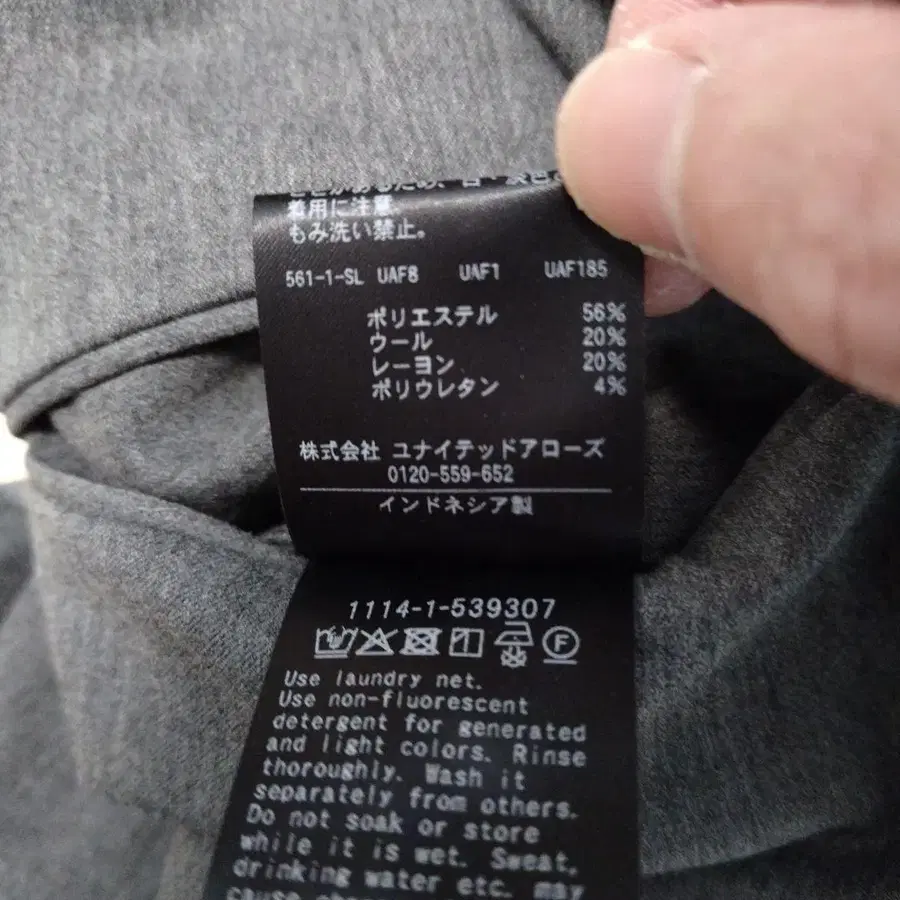 着用に注意
もみ洗い禁止。
561-1-SL UAF8 UAF1 UAF185
ポリエステル 56%
ウール 20%
レーヨン 20%
ポリウレタン 4%
株式会社 ユナイテッドアローズ
0120-559-652
インドネシア製
1114-1-539307
F
Use laundry net.
Use non-fluorescent
detergent for generated
and light colors. Rinse
thoroughly. Wash it
separately from others.
Do not soak or store
while it is wet. Sweat,
drinking water etc. may
cause